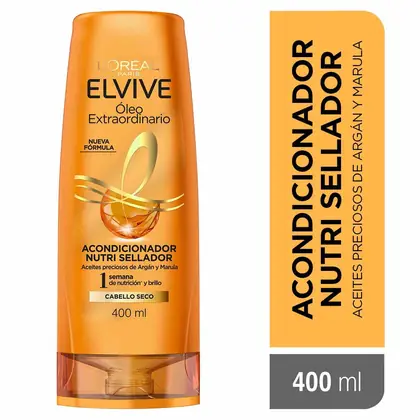 L'ORÉAL
PARIS
ELVIVE
Óleo
Extraordinario
NUEVA
FÓRMULA
ACONDICIONADOR
NUTRI SELLADOR
Aceites preciosos de Argán y Marula
1 semana
de nutrición* y brillo
CABELLO SECO
400 ml
ACONDICIONADOR
NUTRI SELLADOR
ACEITES PRECIOSOS DE ARGÁN Y MARULA
400 ml